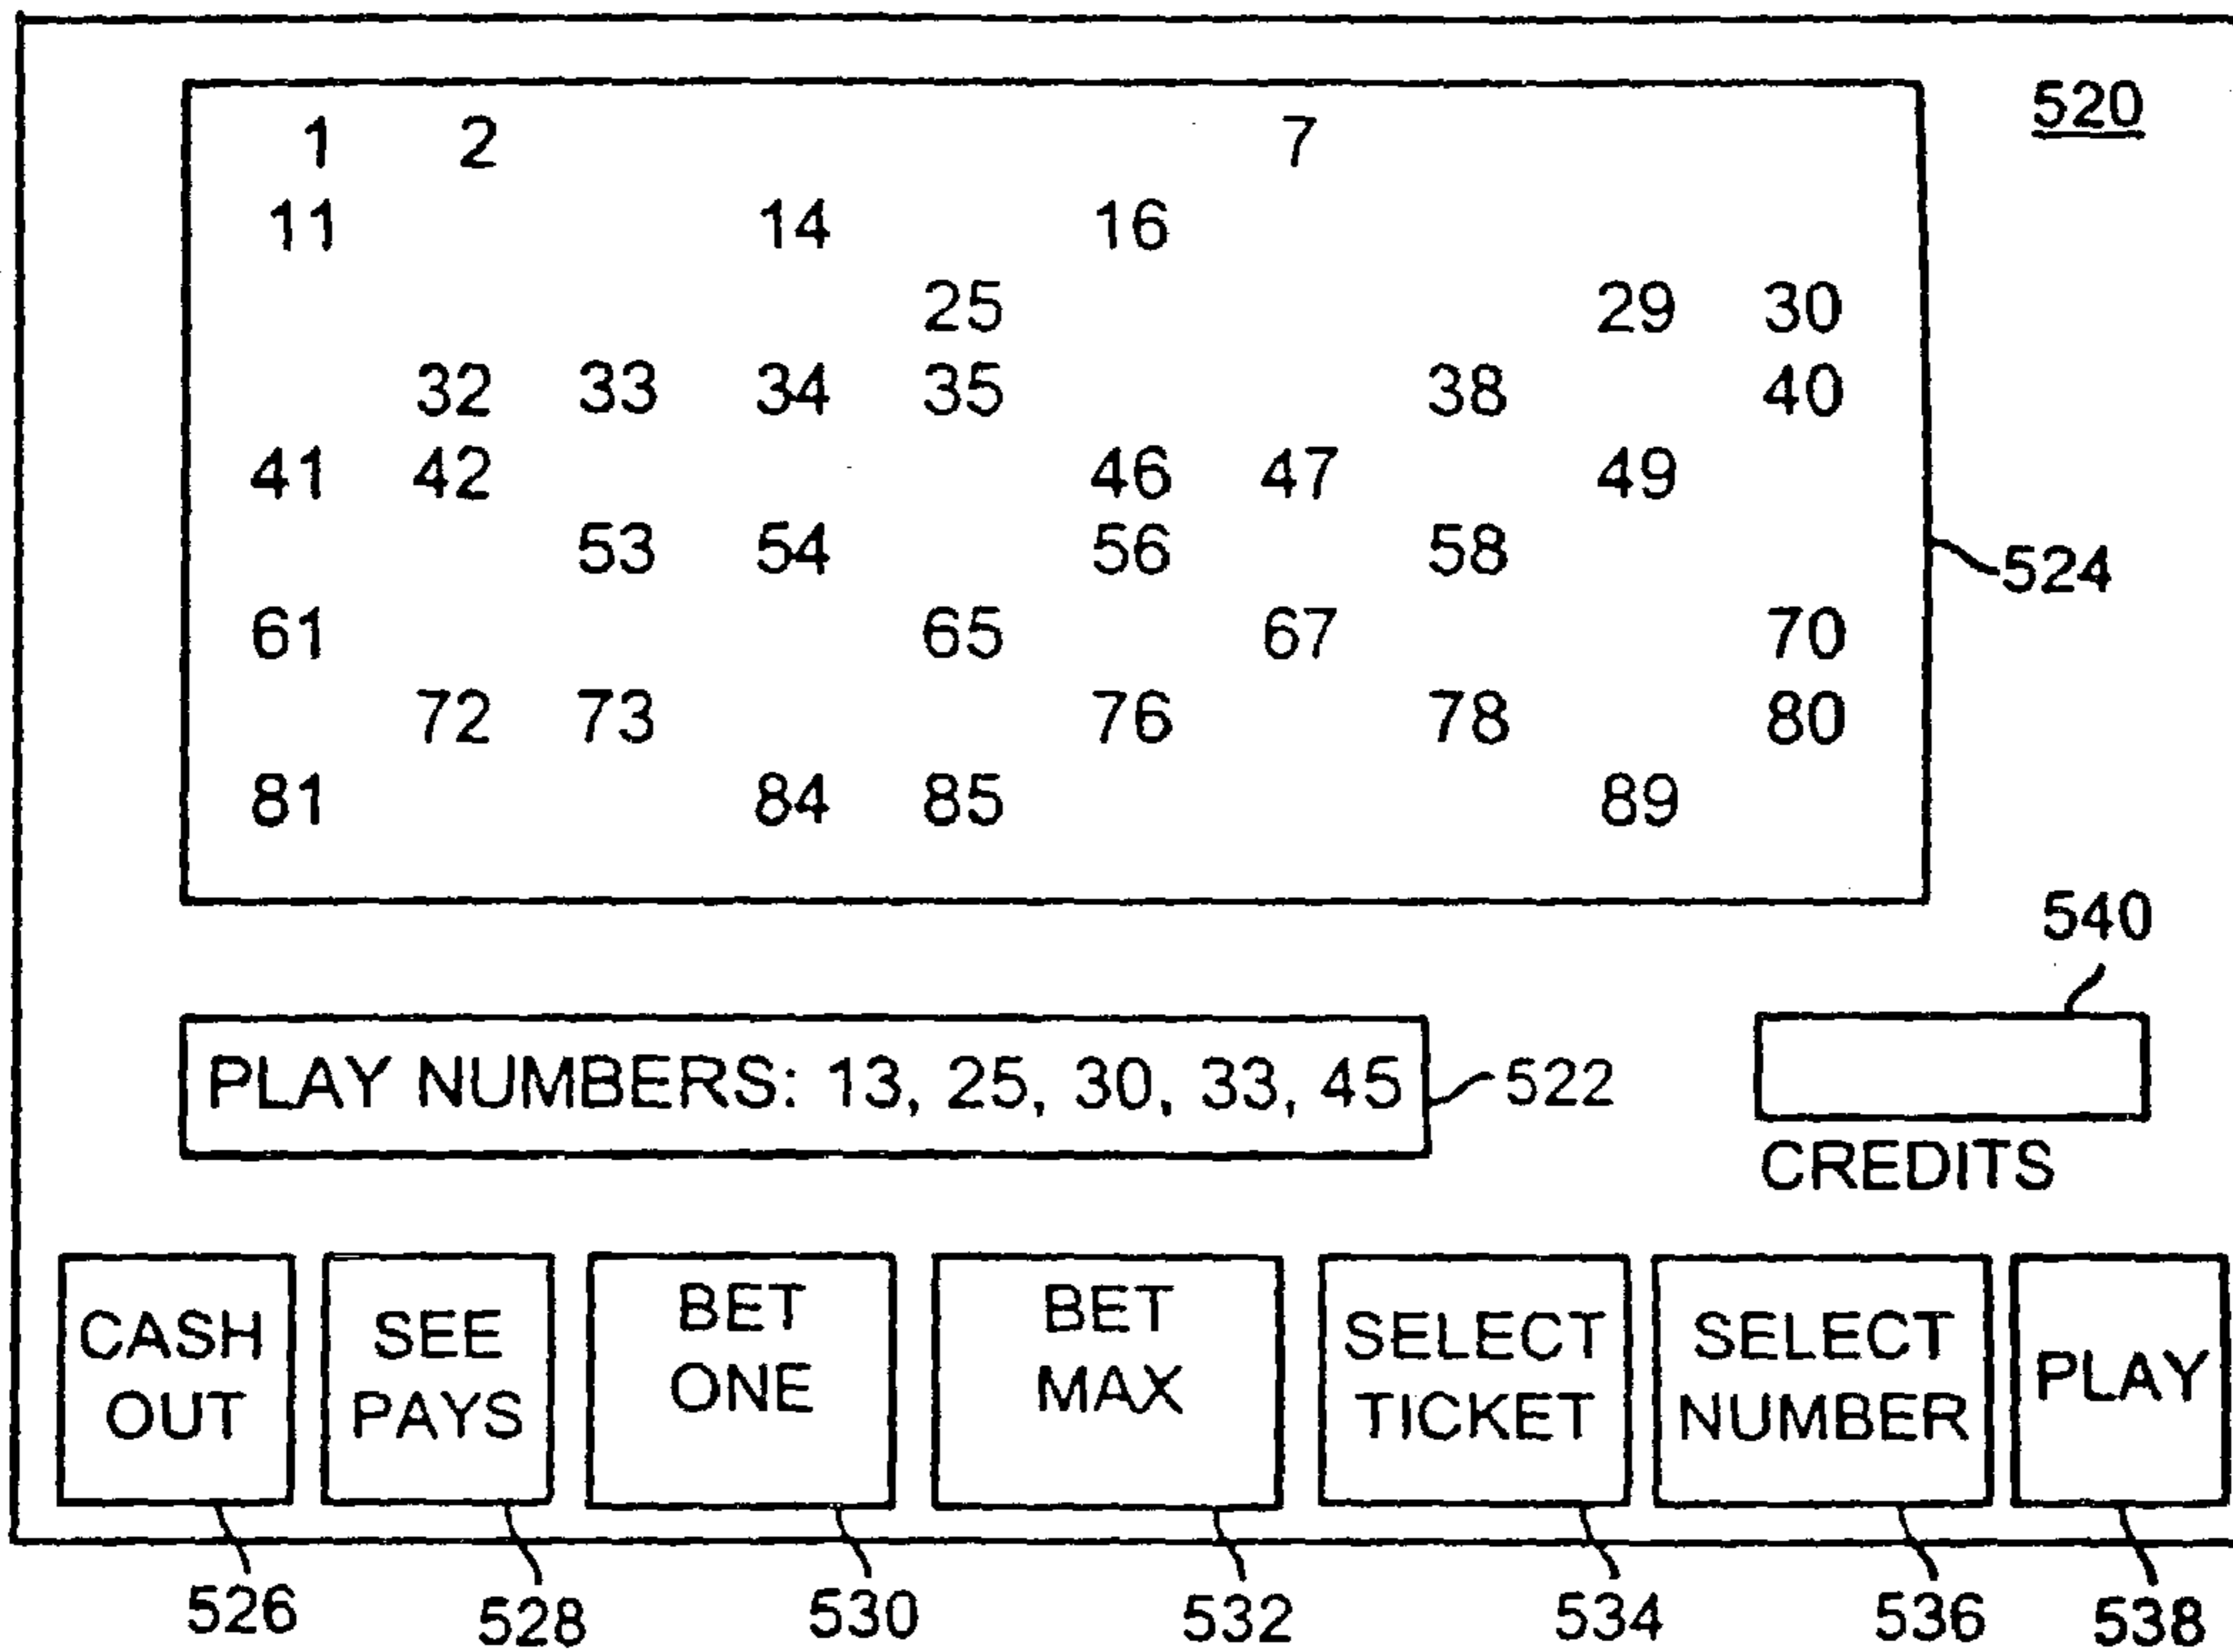 520
1 2 7
11 14 16
25 29 30
32 33 34 35 38 40
41 42 46 47 49
53 54 56 58
524
61 65 67 70
72 73 76 78 80
81 84 85 89
540
PLAY NUMBERS: 13, 25, 30, 33, 45
522
CREDITS
CASH OUT
SEE PAYS
BET ONE
BET MAX
SELECT TICKET
SELECT NUMBER
PLAY
526 528 530 532 534 536 538